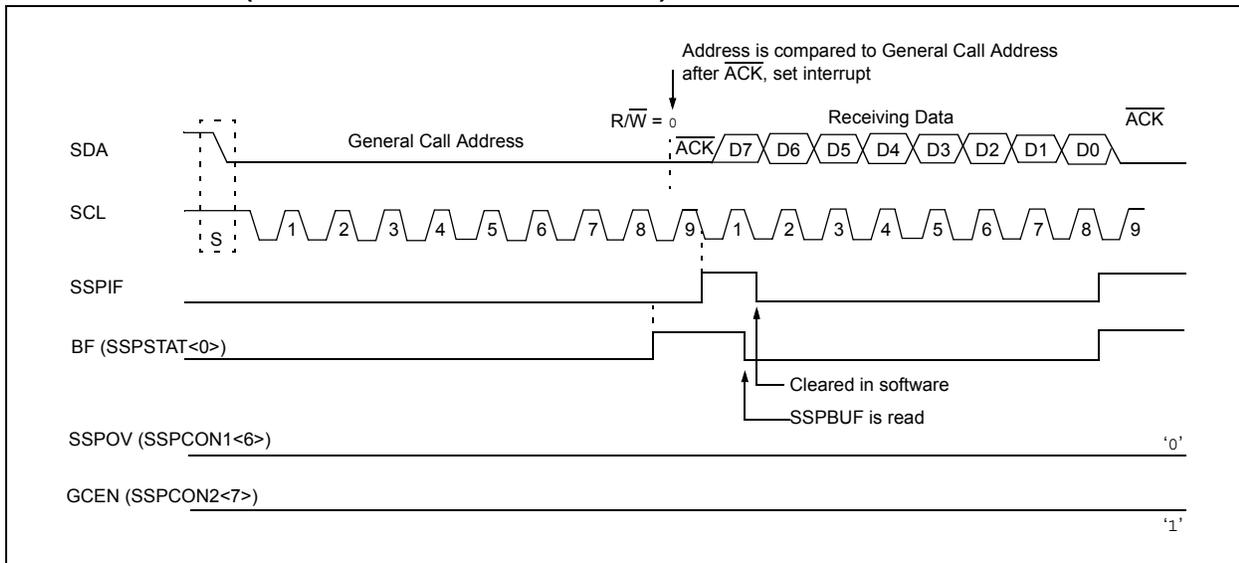 Address is compared to General Call Address
after ACK, set interrupt
R/W = 0
Receiving Data
ACK
SDA
General Call Address
ACK
D7 D6 D5 D4 D3 D2 D1 D0
SCL
S
1 2 3 4 5 6 7 8 9 1 2 3 4 5 6 7 8 9
SSPIF
BF (SSPSTAT<0>)
Cleared in software
SSPBUF is read
SSPOV (SSPCON1<6>)
‘0’
GCEN (SSPCON2<7>)
‘1’